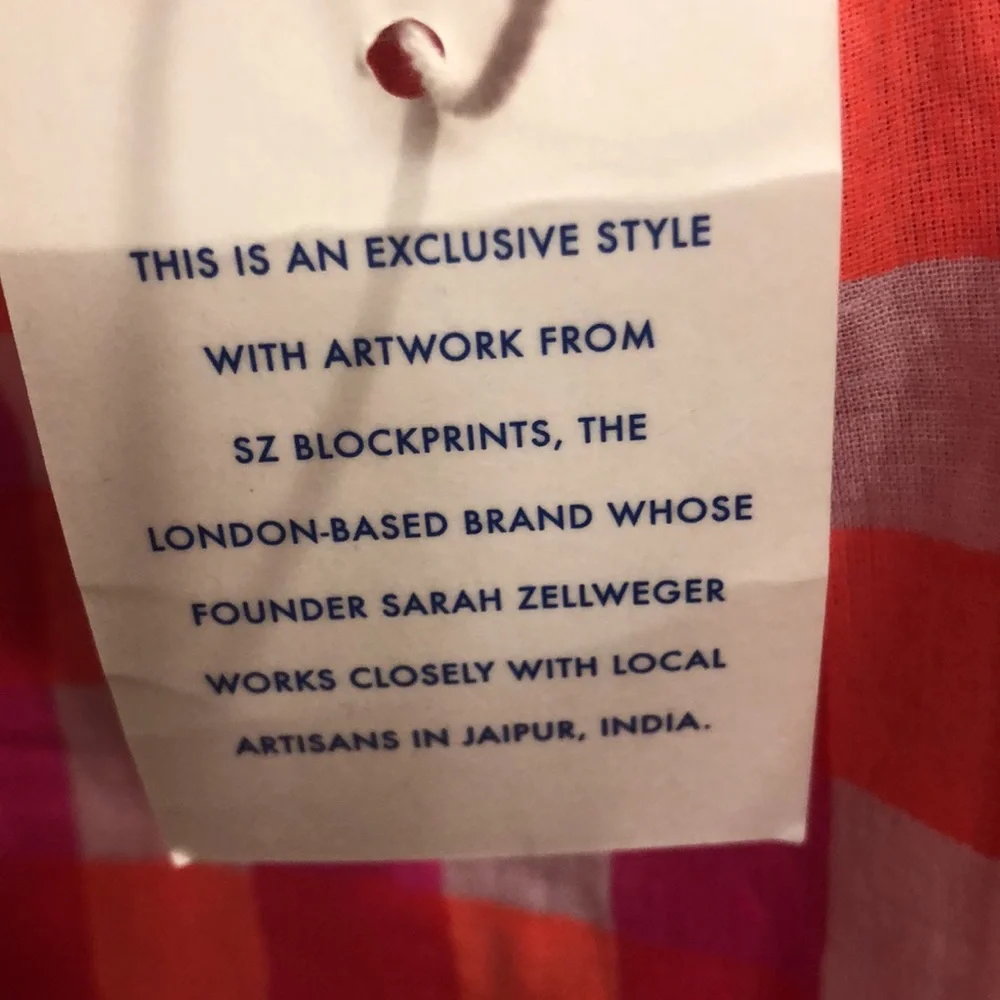 THIS IS AN EXCLUSIVE STYLE
WITH ARTWORK FROM
SZ BLOCKPRINTS, THE
LONDON-BASED BRAND WHOSE
FOUNDER SARAH ZELLWEGER
WORKS CLOSELY WITH LOCAL
ARTISANS IN JAIPUR, INDIA.